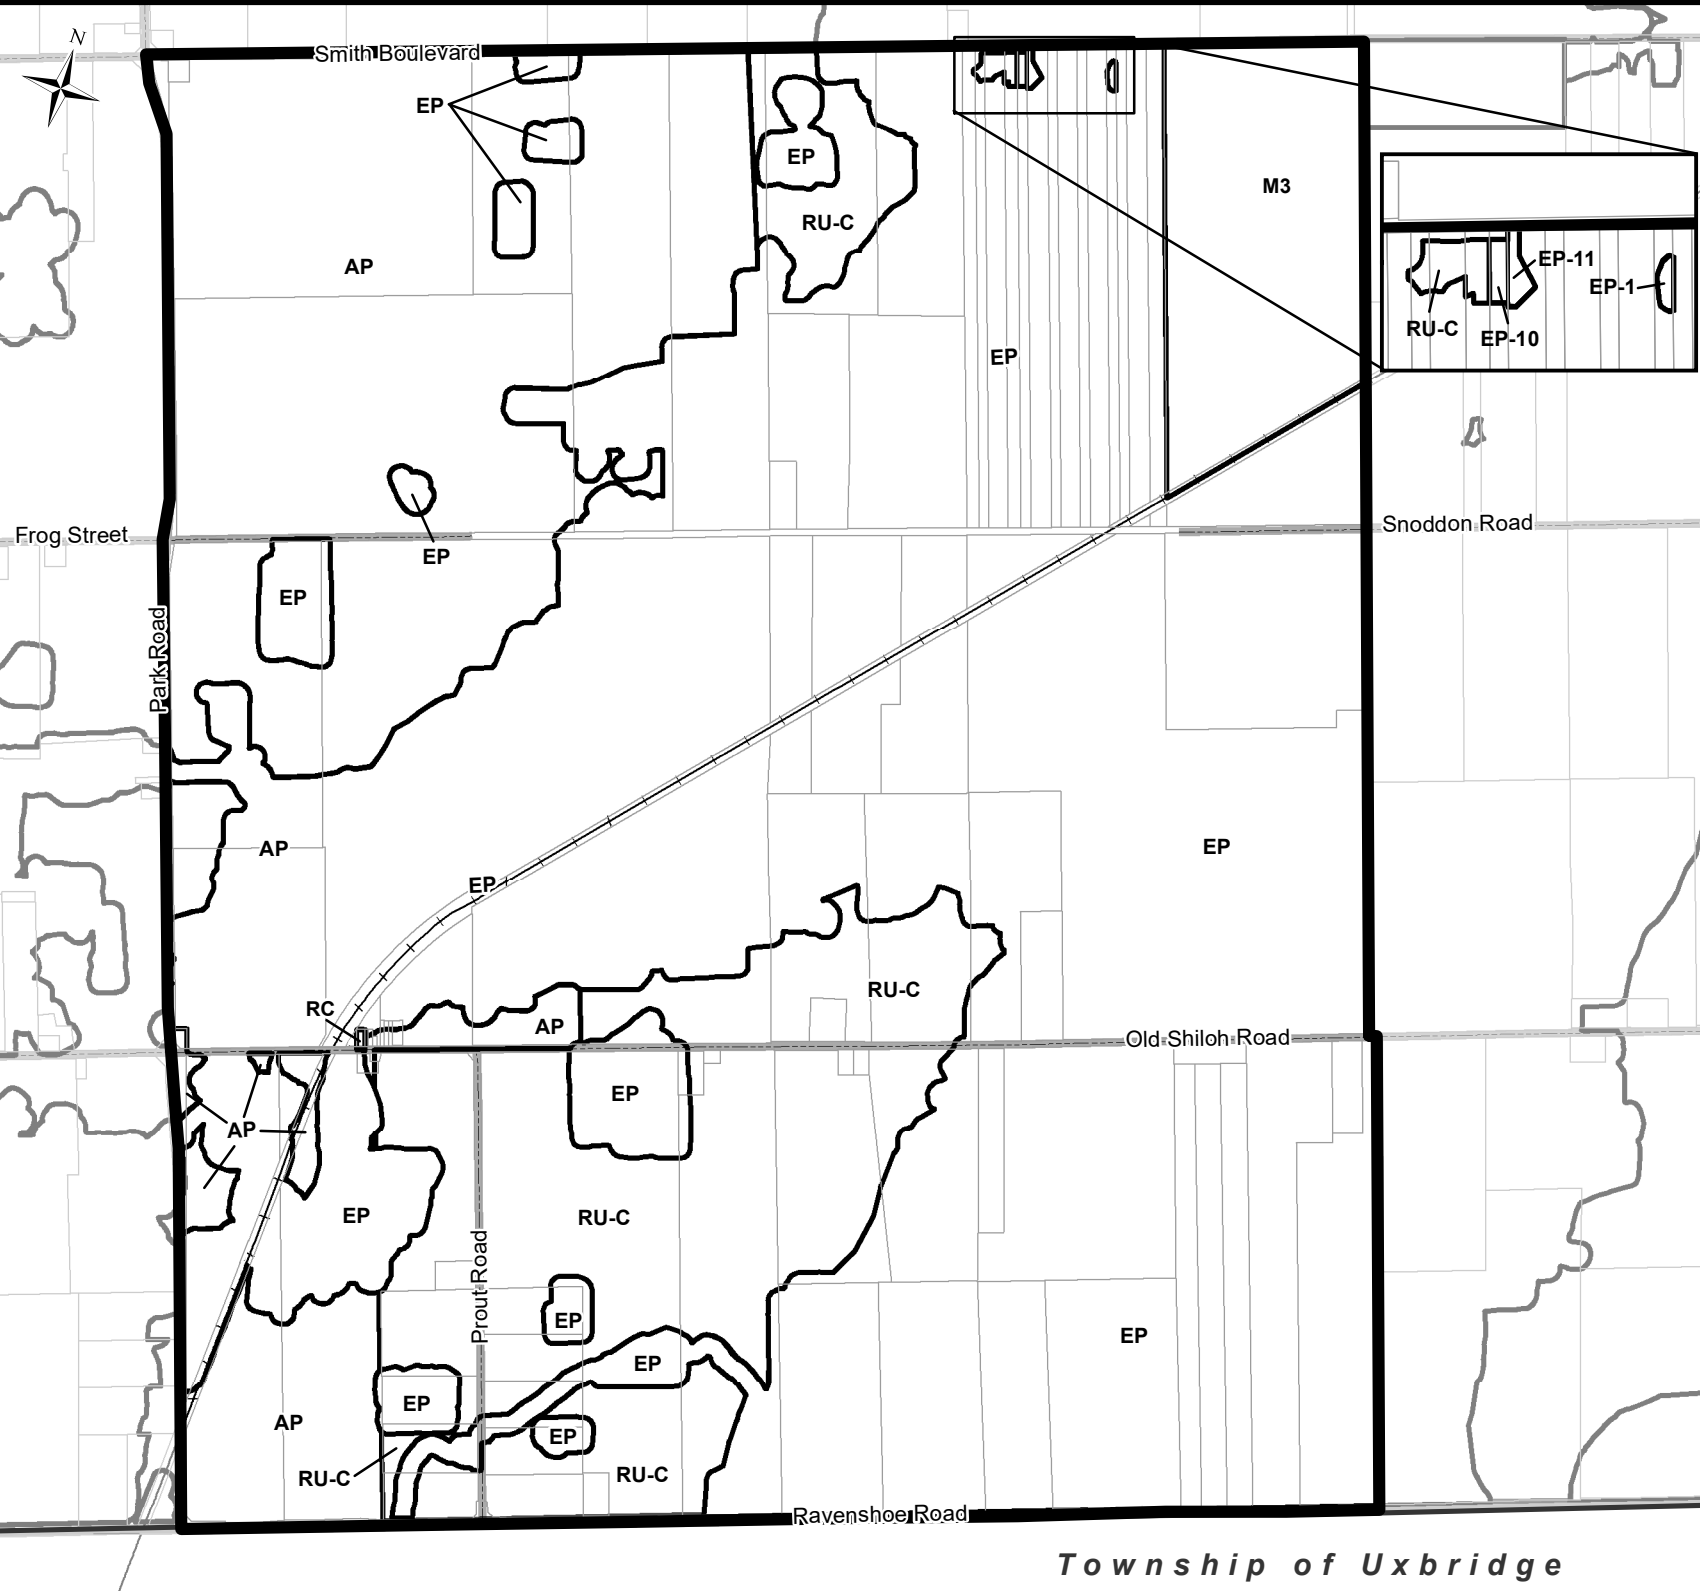 N
Smith Boulevard
EP
EP
M3
RU-C
AP
EP-11
EP-1
RU-C
EP-10
EP
Frog Street
Snoddon Road
EP
EP
Park Road
AP
EP
EP
RU-C
RC
AP
Old Shiloh Road
EP
AP
EP
RU-C
Prout Road
EP
EP
EP
EP
AP
EP
RU-C
RU-C
Ravenshoe Road
Township of Uxbridge